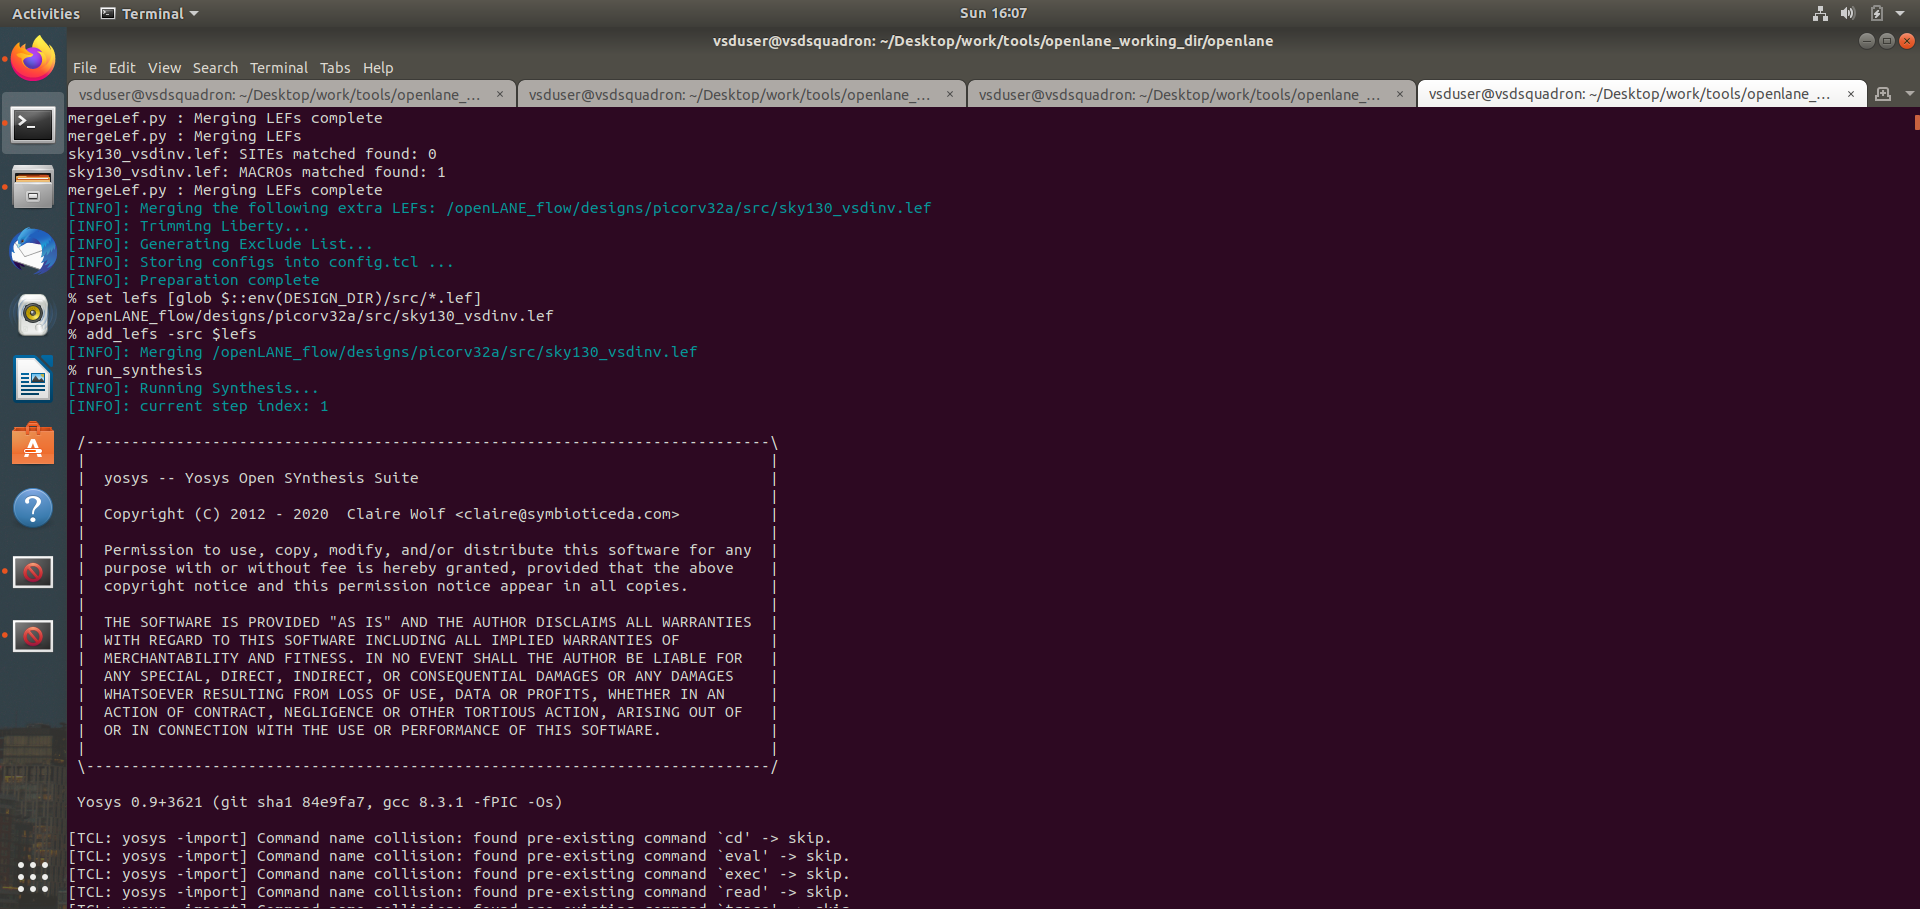 Activities Terminal Sun 16:07
vsduser@vsdsquadron: ~/Desktop/work/tools/openlane_working_dir/openlane
File Edit View Search Terminal Tabs Help
vsduser@vsdsquadron: ~/Desktop/work/tools/openlane_... × vsduser@vsdsquadron: ~/Desktop/work/tools/openlane_... × vsduser@vsdsquadron: ~/Desktop/work/tools/openlane_... × vsduser@vsdsquadron: ~/Desktop/work/tools/openlane_... ×
mergeLef.py : Merging LEFs complete
mergeLef.py : Merging LEFs
sky130_vsdinv.lef: SITEs matched found: 0
sky130_vsdinv.lef: MACROs matched found: 1
mergeLef.py : Merging LEFs complete
[INFO]: Merging the following extra LEFs: /openLANE_flow/designs/picorv32a/src/sky130_vsdinv.lef
[INFO]: Trimming Liberty...
[INFO]: Generating Exclude List...
[INFO]: Storing configs into config.tcl ...
[INFO]: Preparation complete
% set lefs [glob $::env(DESIGN_DIR)/src/*.lef]
/openLANE_flow/designs/picorv32a/src/sky130_vsdinv.lef
% add_lefs -src $lefs
[INFO]: Merging /openLANE_flow/designs/picorv32a/src/sky130_vsdinv.lef
% run_synthesis
[INFO]: Running Synthesis...
[INFO]: current step index: 1
/----------------------------------------------------------------------------\
| |
| yosys -- Yosys Open SYnthesis Suite |
| |
| Copyright (C) 2012 - 2020  Claire Wolf <claire@symbioticeda.com> |
| |
| Permission to use, copy, modify, and/or distribute this software for any |
| purpose with or without fee is hereby granted, provided that the above |
| copyright notice and this permission notice appear in all copies. |
| |
| THE SOFTWARE IS PROVIDED "AS IS" AND THE AUTHOR DISCLAIMS ALL WARRANTIES |
| WITH REGARD TO THIS SOFTWARE INCLUDING ALL IMPLIED WARRANTIES OF |
| MERCHANTABILITY AND FITNESS. IN NO EVENT SHALL THE AUTHOR BE LIABLE FOR |
| ANY SPECIAL, DIRECT, INDIRECT, OR CONSEQUENTIAL DAMAGES OR ANY DAMAGES |
| WHATSOEVER RESULTING FROM LOSS OF USE, DATA OR PROFITS, WHETHER IN AN |
| ACTION OF CONTRACT, NEGLIGENCE OR OTHER TORTIOUS ACTION, ARISING OUT OF |
| OR IN CONNECTION WITH THE USE OR PERFORMANCE OF THIS SOFTWARE. |
| |
\----------------------------------------------------------------------------/
Yosys 0.9+3621 (git sha1 84e9fa7, gcc 8.3.1 -fPIC -Os)
[TCL: yosys -import] Command name collision: found pre-existing command `cd' -> skip.
[TCL: yosys -import] Command name collision: found pre-existing command `eval' -> skip.
[TCL: yosys -import] Command name collision: found pre-existing command `exec' -> skip.
[TCL: yosys -import] Command name collision: found pre-existing command `read' -> skip.